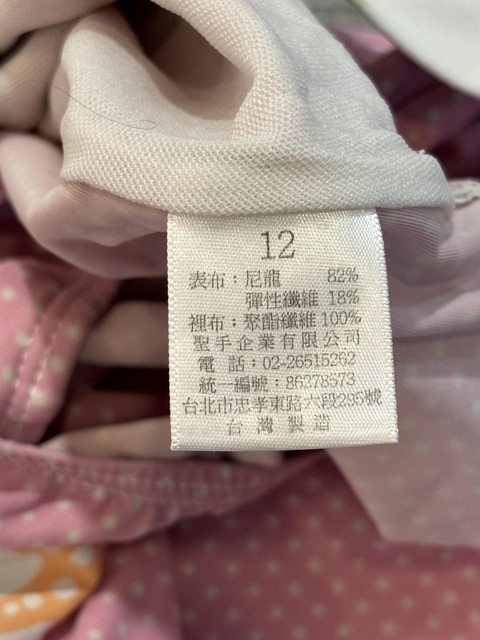 12
表布：尼龍 82%
彈性纖維 18%
裡布：聚酯纖維 100%
聖手企業有限公司
電話：02-26515262
統一編號：86278573
台北市忠孝東路六段295號
台灣製造